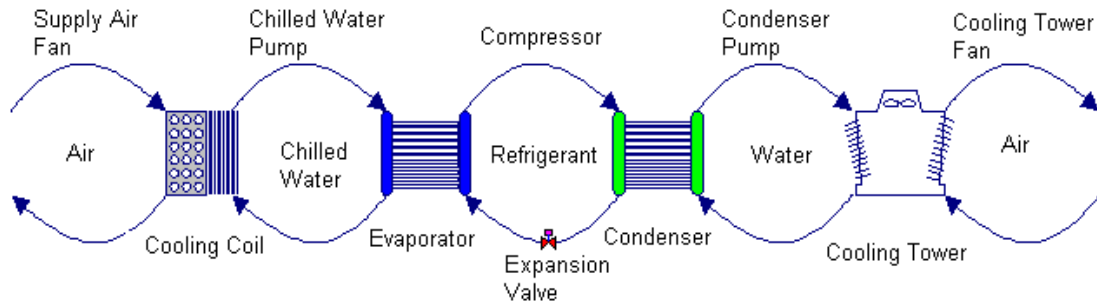 Supply Air
Fan
Chilled Water
Pump
Compressor
Condenser
Pump
Cooling Tower
Fan
Air
Chilled
Water
Refrigerant
Water
Air
Cooling Coil
Evaporator
Expansion
Valve
Condenser
Cooling Tower